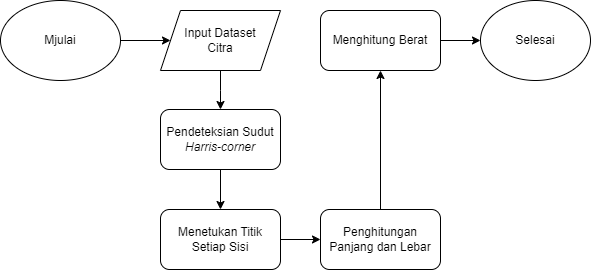 Mjulai
Input Dataset
Citra
Pendeteksian Sudut
Harris-corner
Menetukan Titik
Setiap Sisi
Penghitungan
Panjang dan Lebar
Menghitung Berat
Selesai